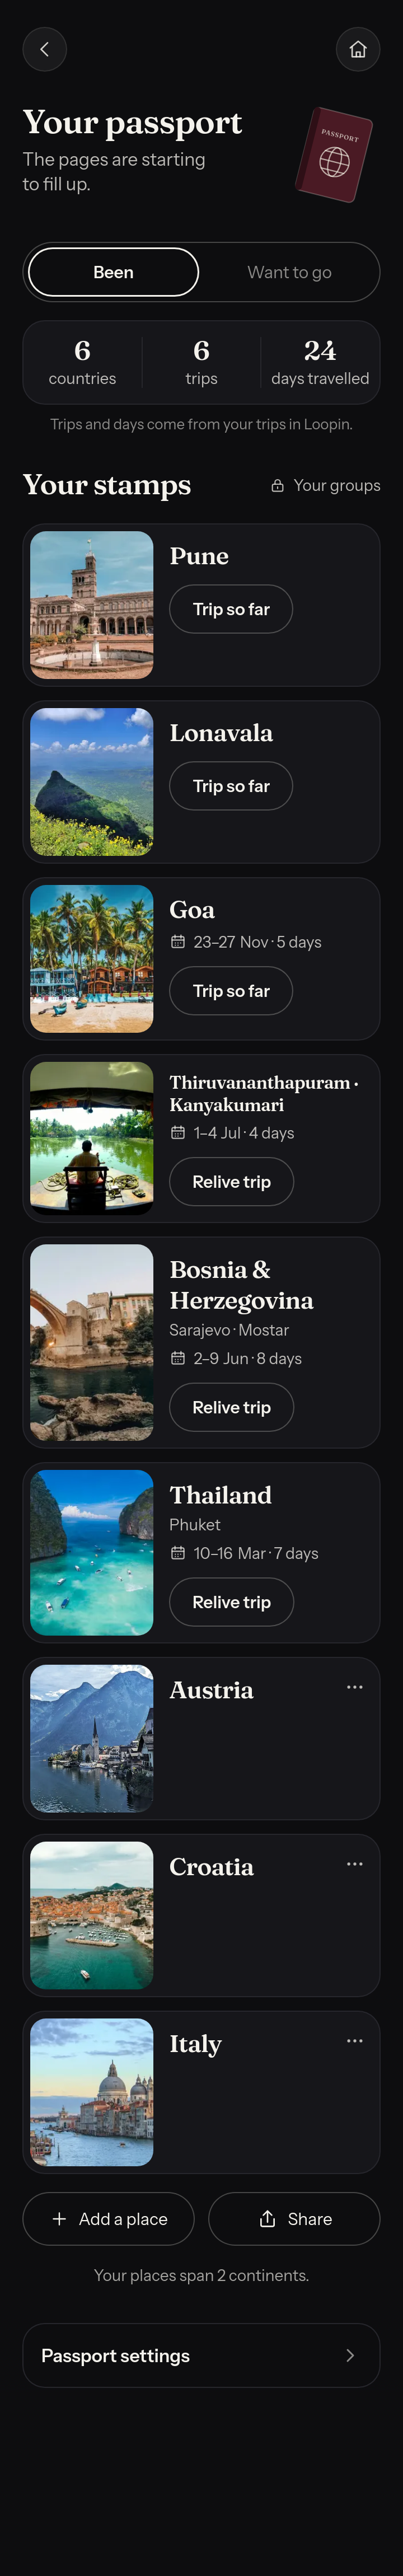 Your passport
The pages are starting
to fill up.
PASSPORT
Been
Want to go
6
countries
6
trips
24
days travelled
Trips and days come from your trips in Loopin.
Your stamps
Your groups
Pune
Trip so far
Lonavala
Trip so far
Goa
23–27 Nov · 5 days
Trip so far
Thiruvananthapuram ·
Kanyakumari
1–4 Jul · 4 days
Relive trip
Bosnia &
Herzegovina
Sarajevo · Mostar
2–9 Jun · 8 days
Relive trip
Thailand
Phuket
10–16 Mar · 7 days
Relive trip
Austria
Croatia
Italy
Add a place
Share
Your places span 2 continents.
Passport settings